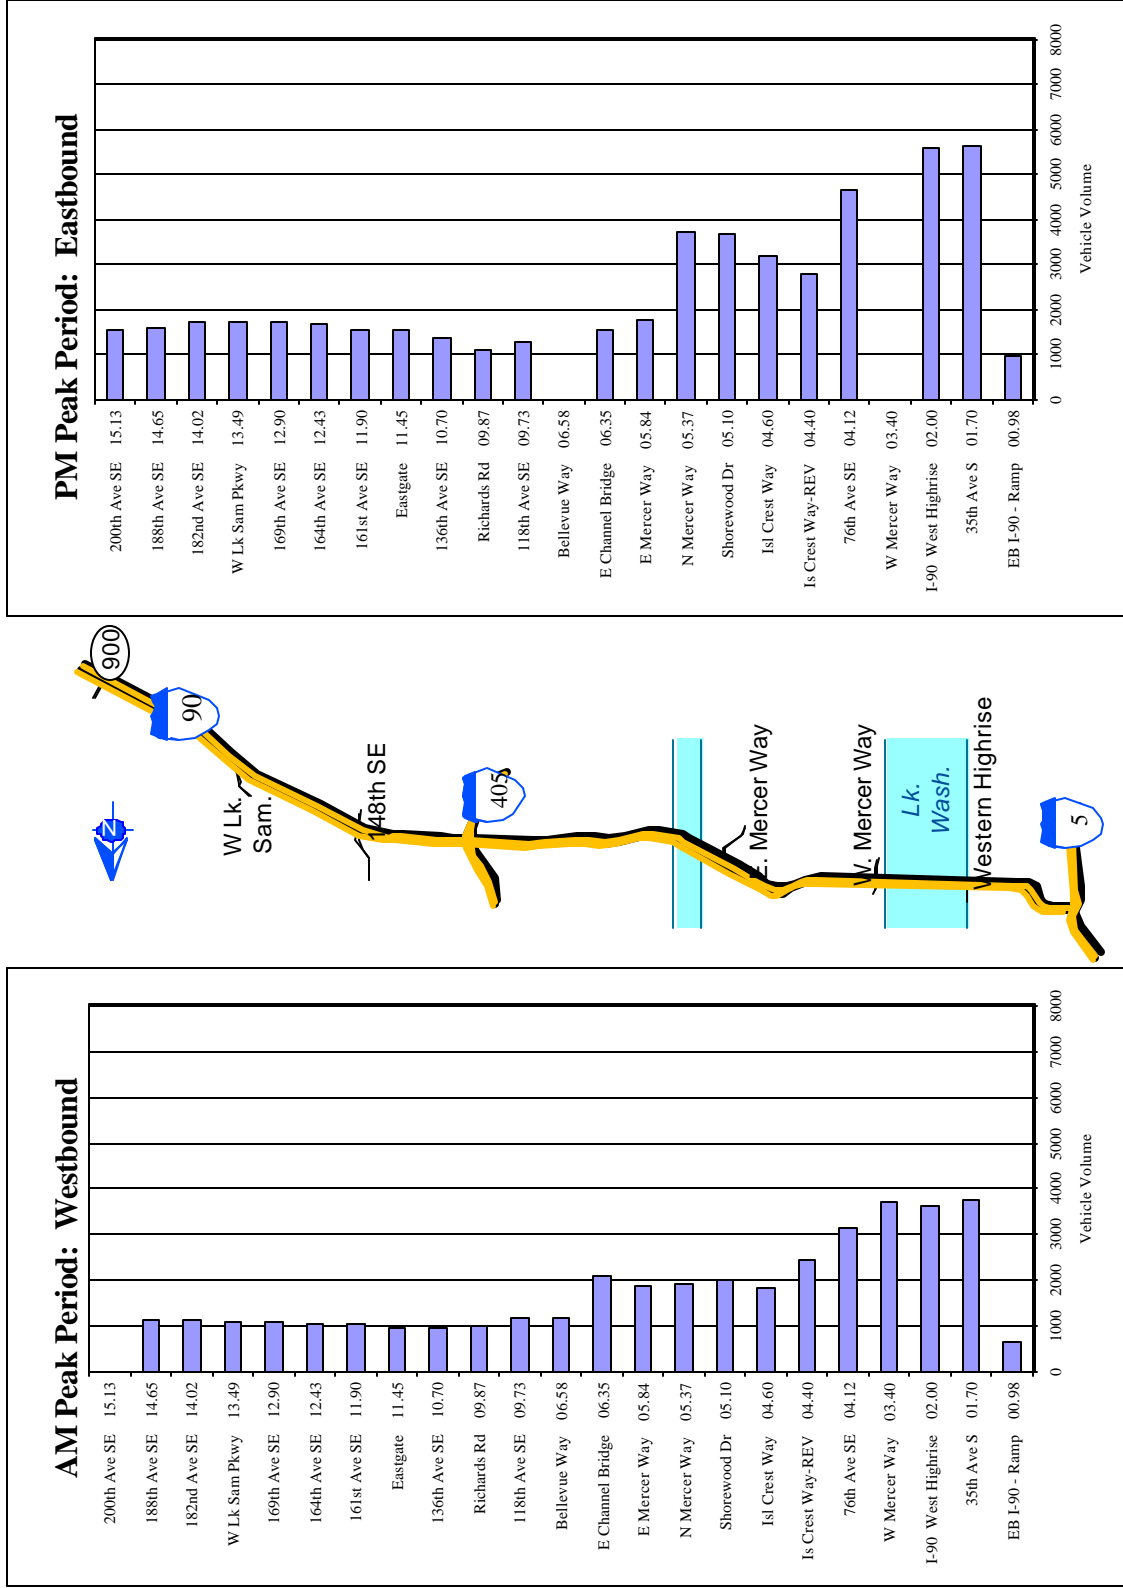 AM Peak Period: Westbound
200th Ave SE 15.13
188th Ave SE 14.65
182nd Ave SE 14.02
W Lk Sam Pkwy 13.49
169th Ave SE 12.90
164th Ave SE 12.43
161st Ave SE 11.90
Eastgate 11.45
136th Ave SE 10.70
Richards Rd 09.87
118th Ave SE 09.73
Bellevue Way 06.58
E Channel Bridge 06.35
E Mercer Way 05.84
N Mercer Way 05.37
Shorewood Dr 05.10
Isl Crest Way 04.60
Is Crest Way-REV 04.40
76th Ave SE 04.12
W Mercer Way 03.40
I-90 West Highrise 02.00
35th Ave S 01.70
EB I-90 - Ramp 00.98
0 1000 2000 3000 4000 5000 6000 7000 8000
Vehicle Volume
900
90
N
W Lk.
Sam.
148th SE
405
E. Mercer Way
W. Mercer Way
Lk.
Wash.
Western Highrise
5
PM Peak Period: Eastbound
200th Ave SE 15.13
188th Ave SE 14.65
182nd Ave SE 14.02
W Lk Sam Pkwy 13.49
169th Ave SE 12.90
164th Ave SE 12.43
161st Ave SE 11.90
Eastgate 11.45
136th Ave SE 10.70
Richards Rd 09.87
118th Ave SE 09.73
Bellevue Way 06.58
E Channel Bridge 06.35
E Mercer Way 05.84
N Mercer Way 05.37
Shorewood Dr 05.10
Isl Crest Way 04.60
Is Crest Way-REV 04.40
76th Ave SE 04.12
W Mercer Way 03.40
I-90 West Highrise 02.00
35th Ave S 01.70
EB I-90 - Ramp 00.98
0 1000 2000 3000 4000 5000 6000 7000 8000
Vehicle Volume